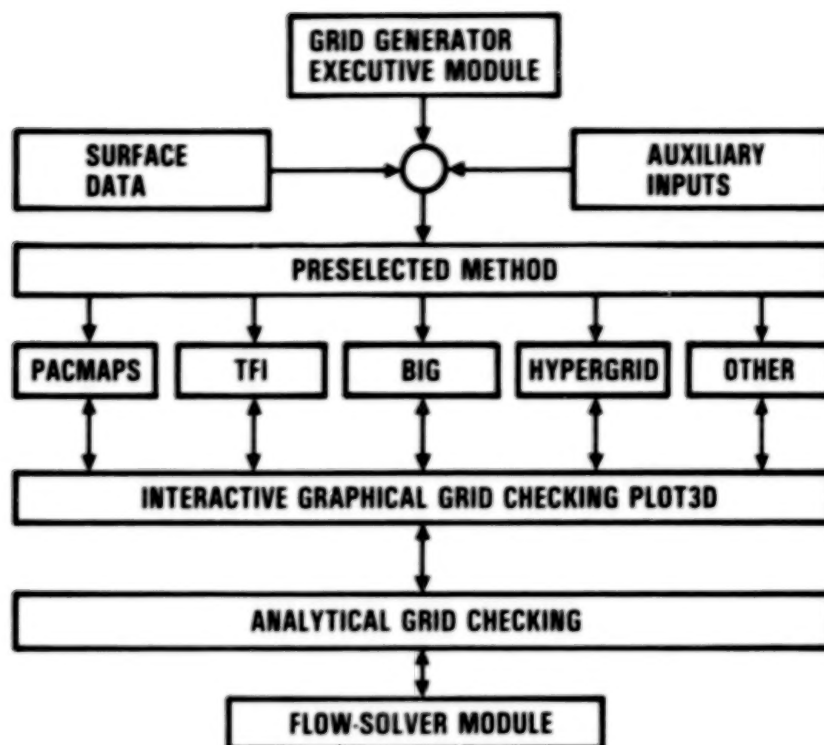 GRID GENERATOR
EXECUTIVE MODULE
SURFACE
DATA
AUXILIARY
INPUTS
PRESELECTED METHOD
PACMAPS
TFI
BIG
HYPERGRID
OTHER
INTERACTIVE GRAPHICAL GRID CHECKING PLOT3D
ANALYTICAL GRID CHECKING
FLOW-SOLVER MODULE